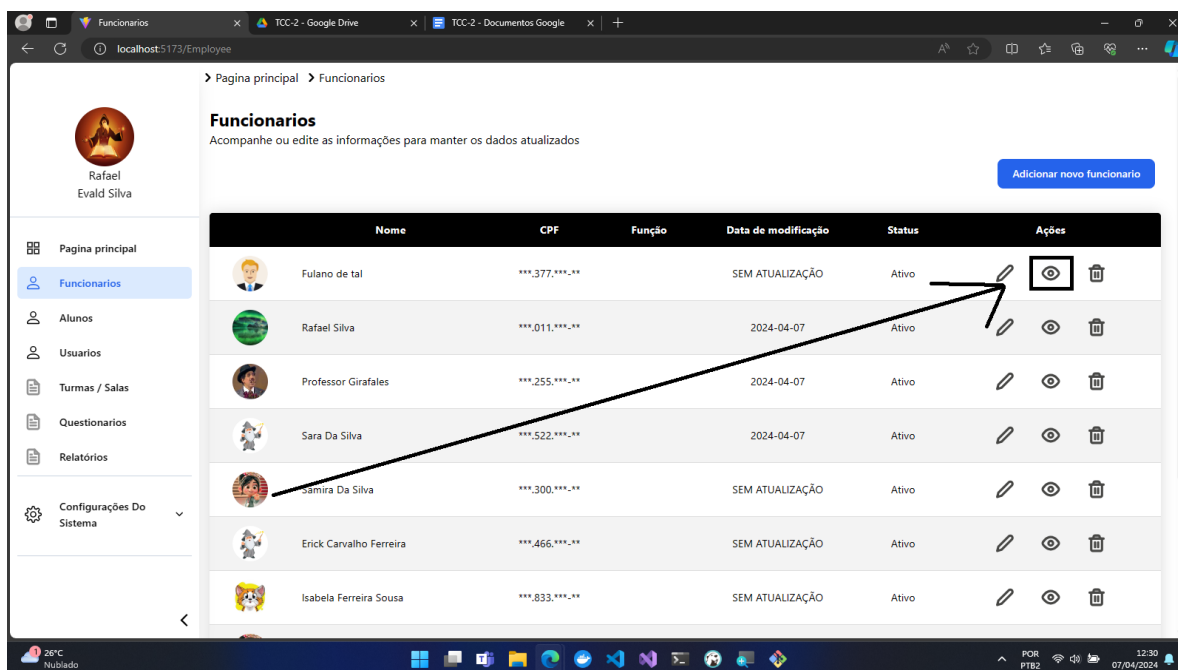 Funcionarios
TCC-2 - Google Drive
TCC-2 - Documentos Google
localhost:5173/Employee
Pagina principal Funcionarios
Funcionarios
Acompanhe ou edite as informações para manter os dados atualizados
Adicionar novo funcionario
Rafael
Evald Silva
Pagina principal
Funcionarios
Alunos
Usuarios
Turmas / Salas
Questionarios
Relatórios
Configurações Do
Sistema
Nome CPF Função Data de modificação Status Ações
Fulano de tal ***.377.***-** SEM ATUALIZAÇÃO Ativo
Rafael Silva ***.011.***-** 2024-04-07 Ativo
Professor Girafales ***.255.***-** 2024-04-07 Ativo
Sara Da Silva ***.522.***-** 2024-04-07 Ativo
Samira Da Silva ***.300.***-** SEM ATUALIZAÇÃO Ativo
Erick Carvalho Ferreira ***.466.***-** SEM ATUALIZAÇÃO Ativo
Isabela Ferreira Sousa ***.833.***-** SEM ATUALIZAÇÃO Ativo
1
26°C
Nublado
POR
PTB2
12:30
07/04/2024